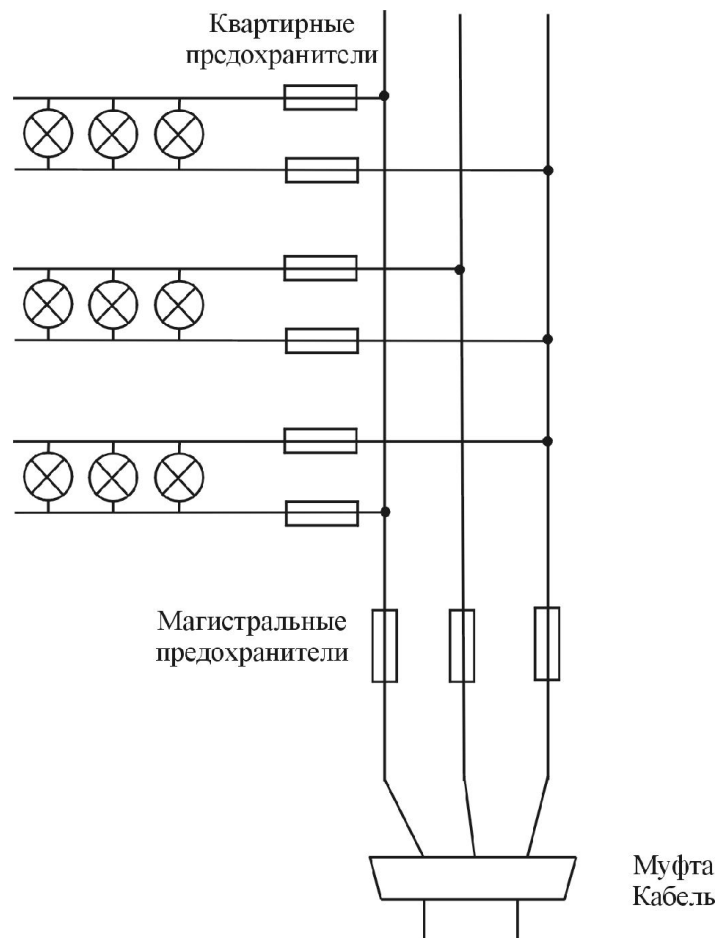 Квартирные
предохранители
Магистральные
предохранители
Муфта
Кабель